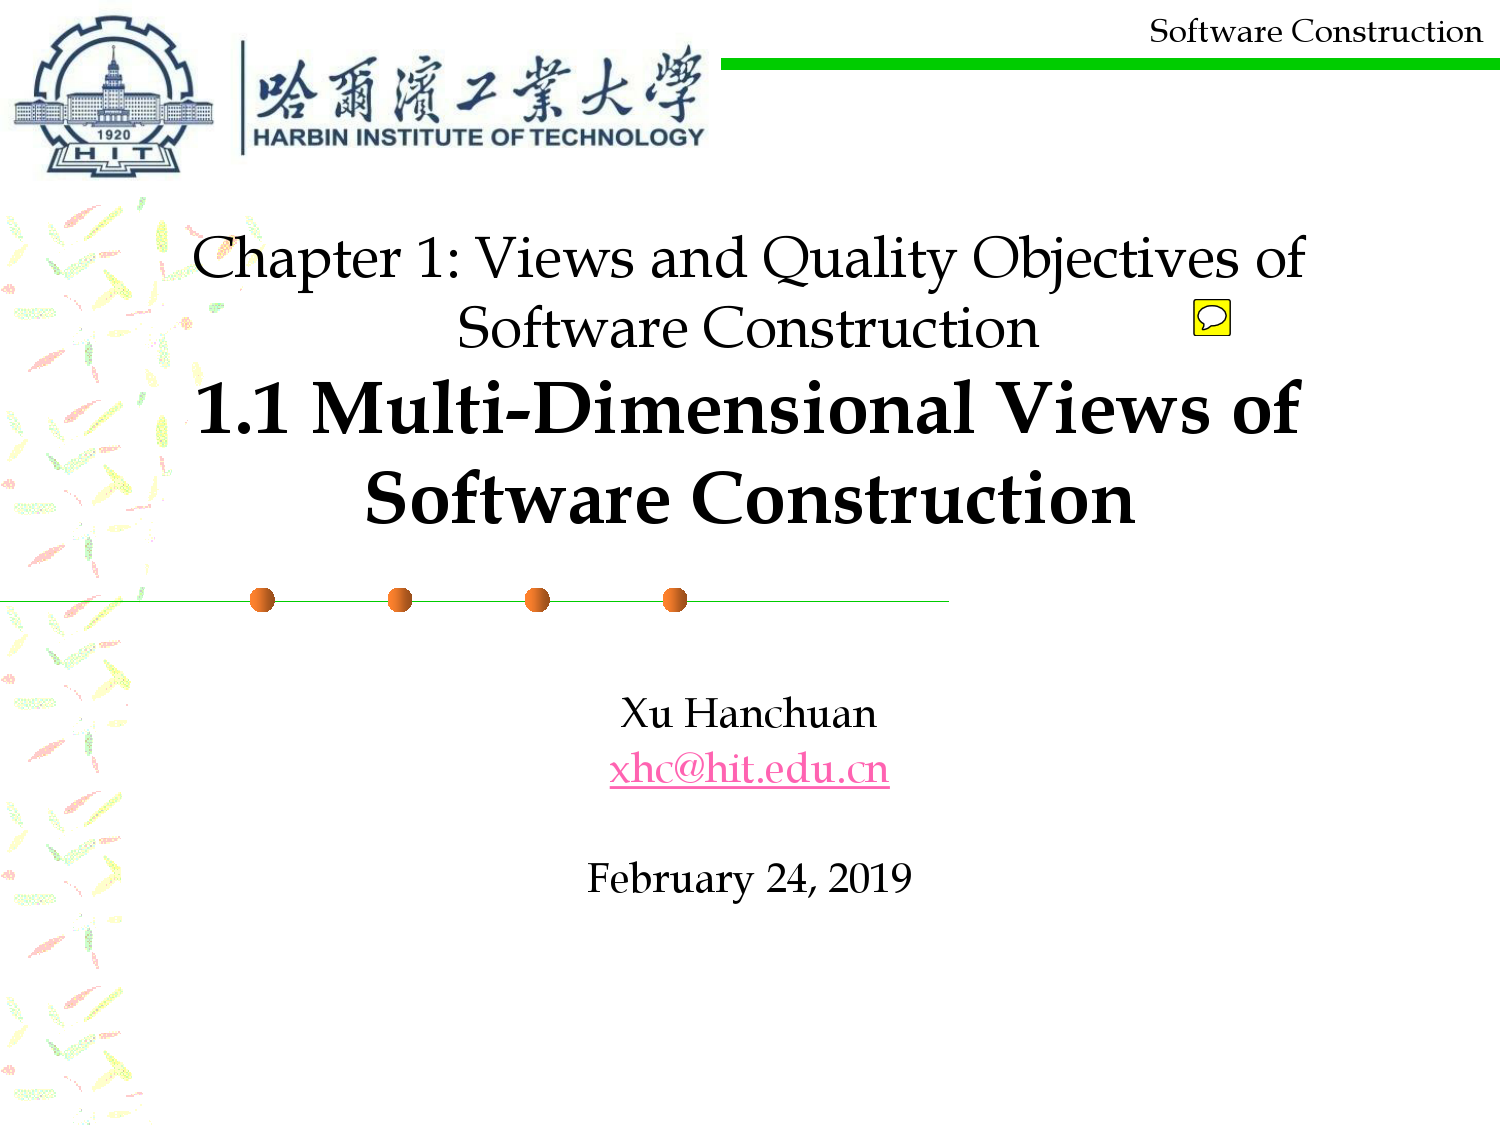 Software Construction
哈爾濱工業大學
HARBIN INSTITUTE OF TECHNOLOGY
1920
HIT
Chapter 1: Views and Quality Objectives of
Software Construction
1.1 Multi-Dimensional Views of
Software Construction
Xu Hanchuan
xhc@hit.edu.cn
February 24, 2019